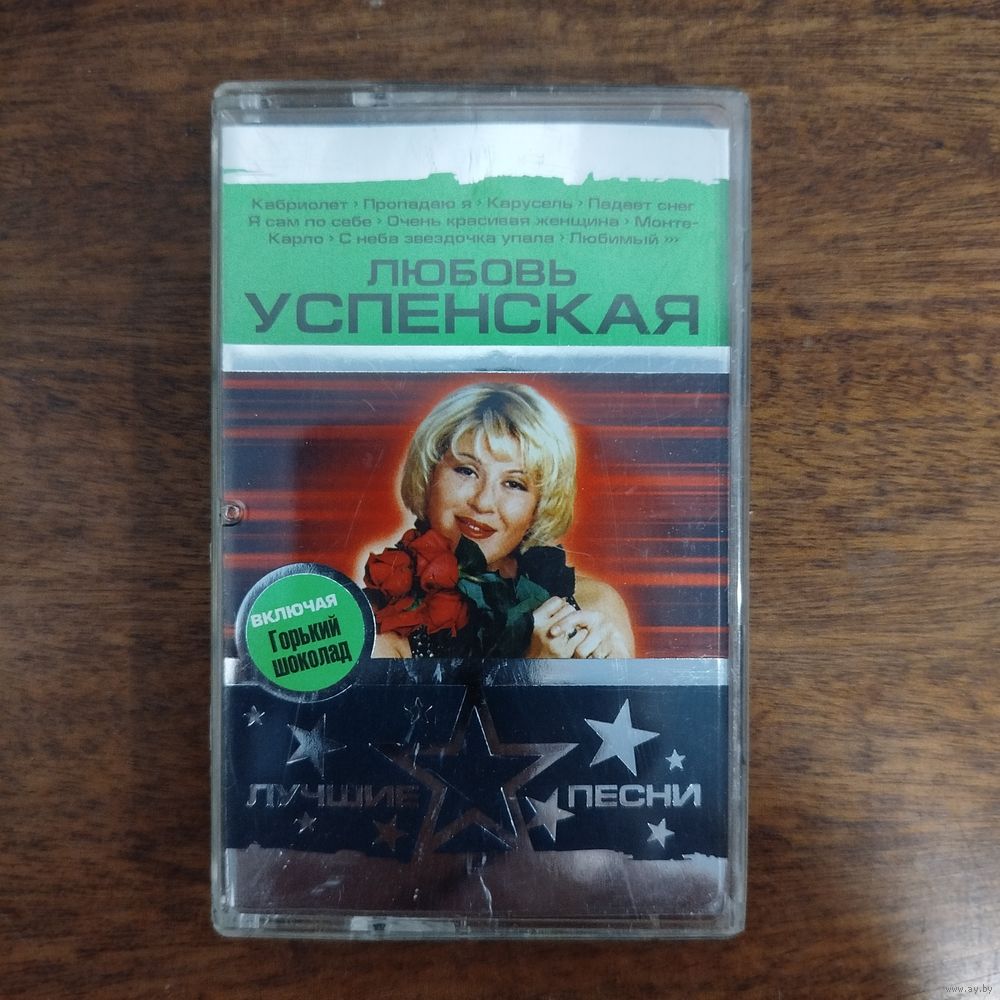 Кабриолет › Пропадаю я › Карусель › Падает снег
Я сам по себе › Очень красивая женщина › Монте-
Карло › С неба звездочка упала › Любимый ›››
ЛЮБОВЬ
УСПЕНСКАЯ
ВКЛЮЧАЯ
Горький
шоколад
ЛУЧШИЕ ПЕСНИ
www.ay.by